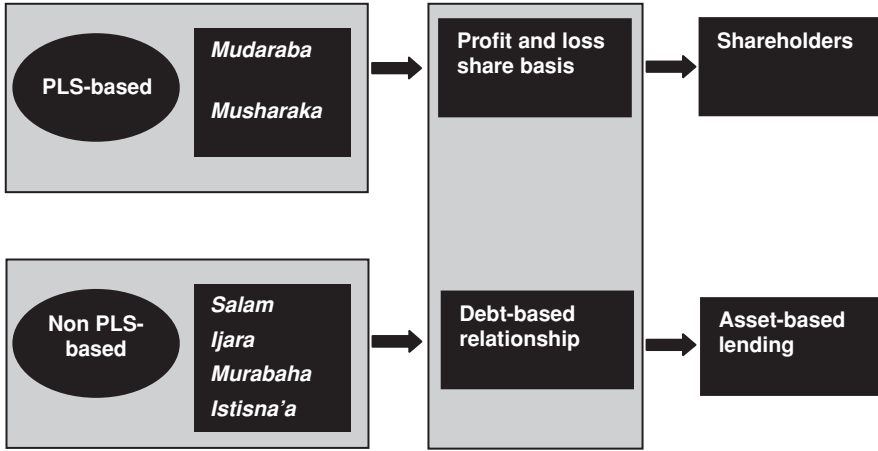 PLS-based
Mudaraba
Musharaka
Profit and loss
share basis
Shareholders
Non PLS-
based
Salam
Ijara
Murabaha
Istisna’a
Debt-based
relationship
Asset-based
lending